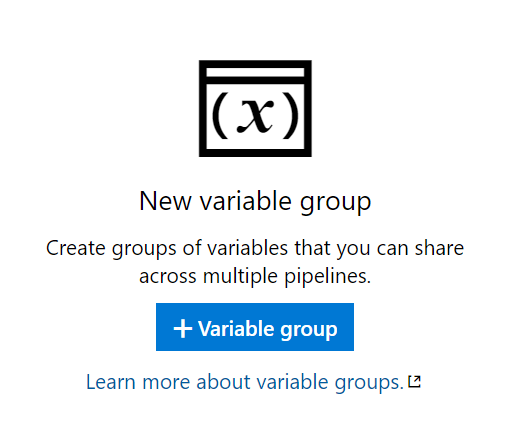 (x)
New variable group
Create groups of variables that you can share
across multiple pipelines.
+ Variable group
Learn more about variable groups.